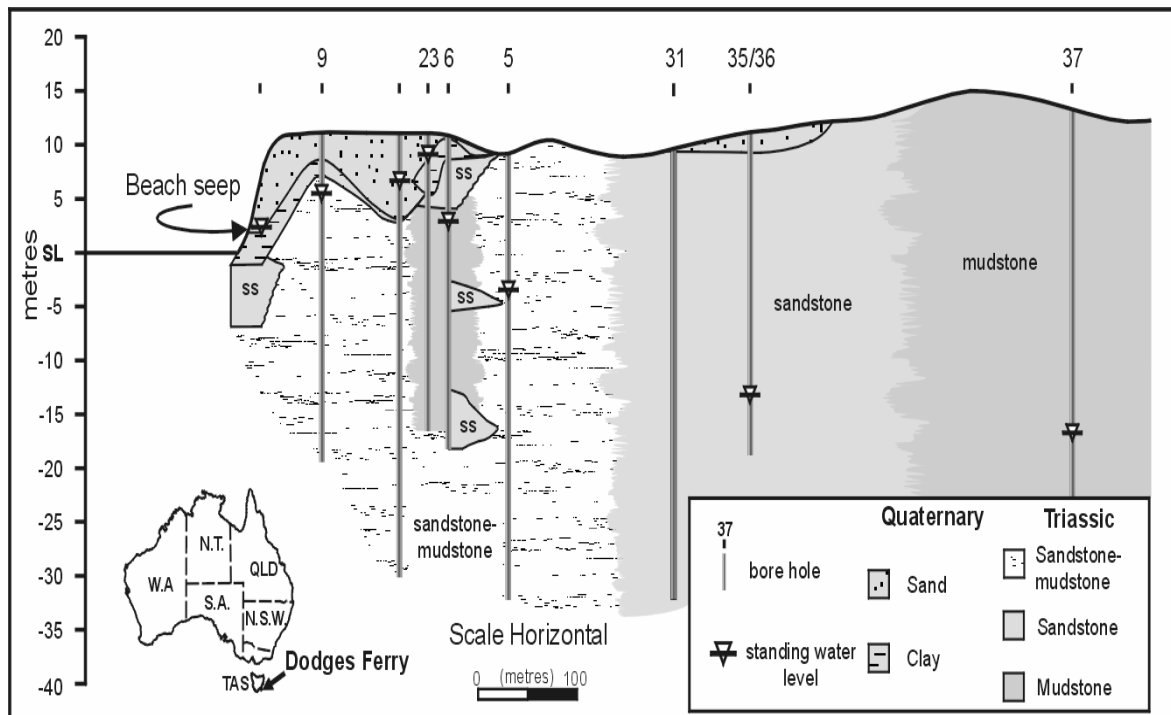 20
15
10
5
SL
-5
-10
-15
-20
-25
-30
-35
-40
metres
9
23 6
5
31
35/36
37
Beach seep
ss
ss
ss
ss
sandstone-
mudstone
sandstone
mudstone
W.A
N.T.
QLD
S.A.
N.S.W.
TAS
Dodges Ferry
Scale Horizontal
0 (metres) 100
37
bore hole
standing water
level
Quaternary
Sand
Clay
Triassic
Sandstone-
mudstone
Sandstone
Mudstone